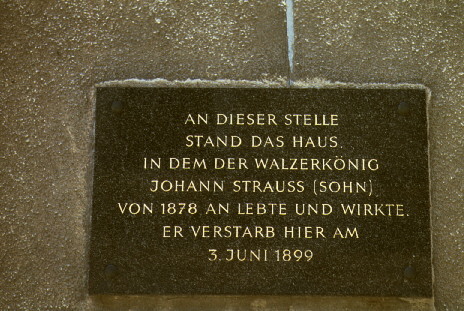 AN DIESER STELLE
STAND DAS HAUS,
IN DEM DER WALZERKÖNIG
JOHANN STRAUSS (SOHN)
VON 1878 AN LEBTE UND WIRKTE.
ER VERSTARB HIER AM
3. JUNI 1899